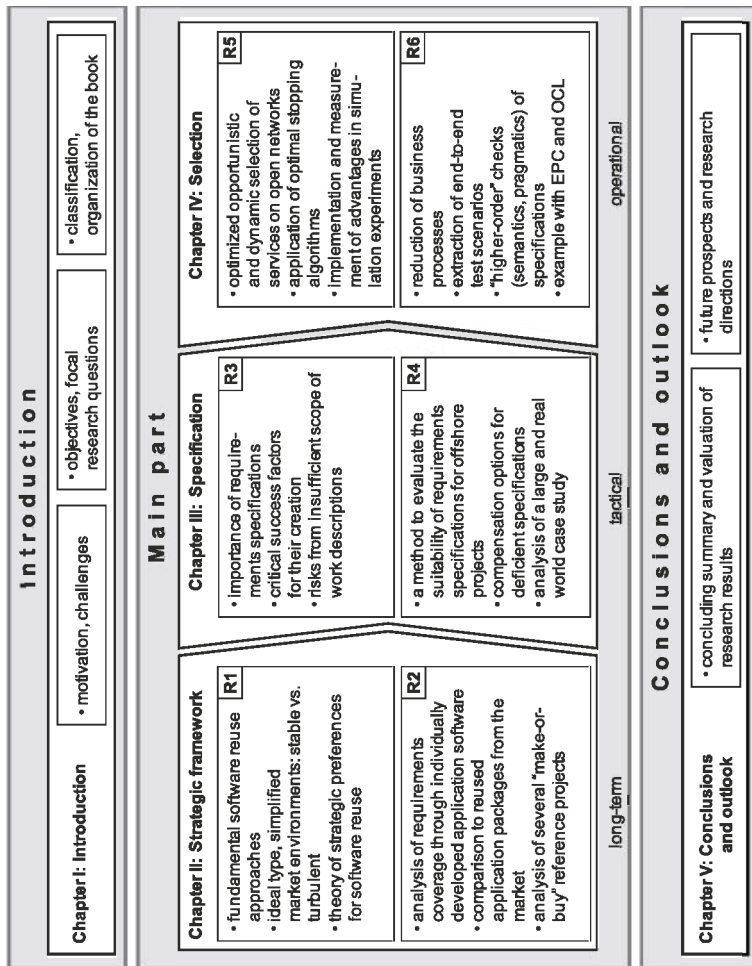 Introduction
Chapter I: Introduction
• motivation, challenges
• objectives, focal
research questions
• classification,
organization of the book
Main part
Chapter II: Strategic framework
R1
• fundamental software reuse
approaches
• ideal type, simplified
market environments: stable vs.
turbulent
• theory of strategic preferences
for software reuse
R2
• analysis of requirements
coverage through individually
developed application software
• comparison to reused
application packages from the
market
• analysis of several "make-or-
buy" reference projects
long-term
Chapter III: Specification
R3
• importance of require-
ments specifications
• critical success factors
for their creation
• risks from insufficient scope of
work descriptions
R4
• a method to evaluate the
suitability of requirements
specifications for offshore
projects
• compensation options for
deficient specifications
• analysis of a large and real
world case study
tactical
Chapter IV: Selection
R5
• optimized opportunistic
and dynamic selection of
services on open networks
• application of optimal stopping
algorithms
• implementation and measure-
ment of advantages in simu-
lation experiments
R6
• reduction of business
processes
• extraction of end-to-end
test scenarios
• "higher-order" checks
(semantics, pragmatics) of
specifications
• example with EPC and OCL
operational
Conclusions and outlook
Chapter V: Conclusions
and outlook
• concluding summary and valuation of
research results
• future prospects and research
directions